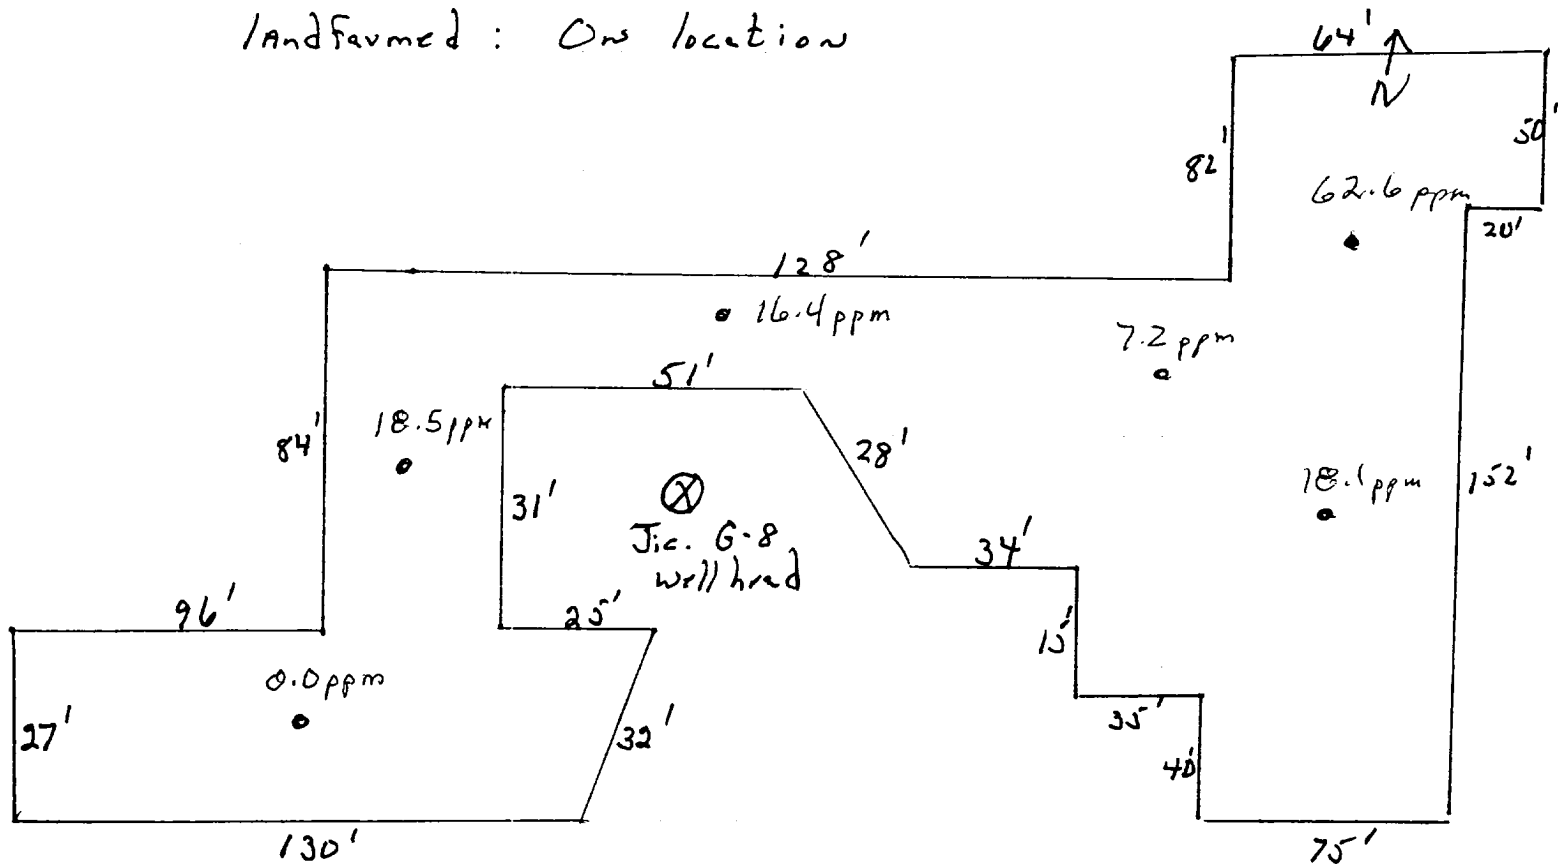 landfarmed : On location
64'
N
50'
82'
62.6 ppm
20'
128'
16.4 ppm
7.2 ppm
51'
18.5 ppm
84'
28'
18.1 ppm
152'
31'
Jic. G-8
well head
34'
96'
25'
15'
0.0 ppm
35'
27'
32'
40'
130'
75'